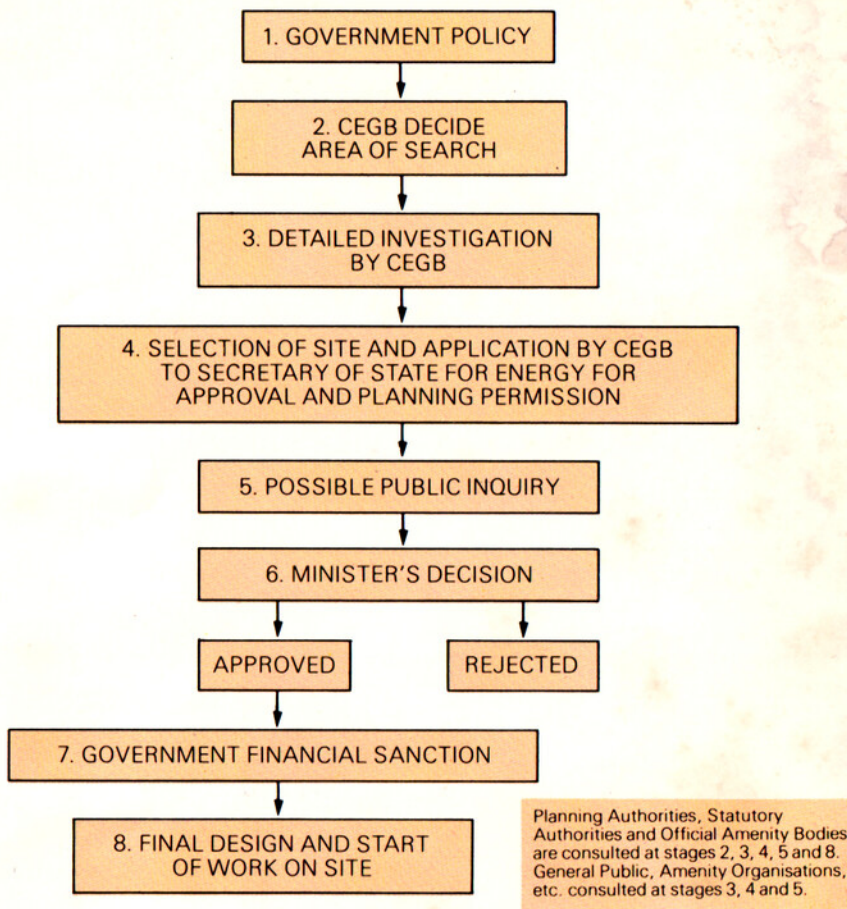 1. GOVERNMENT POLICY
2. CEGB DECIDE
AREA OF SEARCH
3. DETAILED INVESTIGATION
BY CEGB
4. SELECTION OF SITE AND APPLICATION BY CEGB
TO SECRETARY OF STATE FOR ENERGY FOR
APPROVAL AND PLANNING PERMISSION
5. POSSIBLE PUBLIC INQUIRY
6. MINISTER'S DECISION
APPROVED
REJECTED
7. GOVERNMENT FINANCIAL SANCTION
8. FINAL DESIGN AND START
OF WORK ON SITE
Planning Authorities, Statutory
Authorities and Official Amenity Bodies
are consulted at stages 2, 3, 4, 5 and 8.
General Public, Amenity Organisations,
etc. consulted at stages 3, 4 and 5.